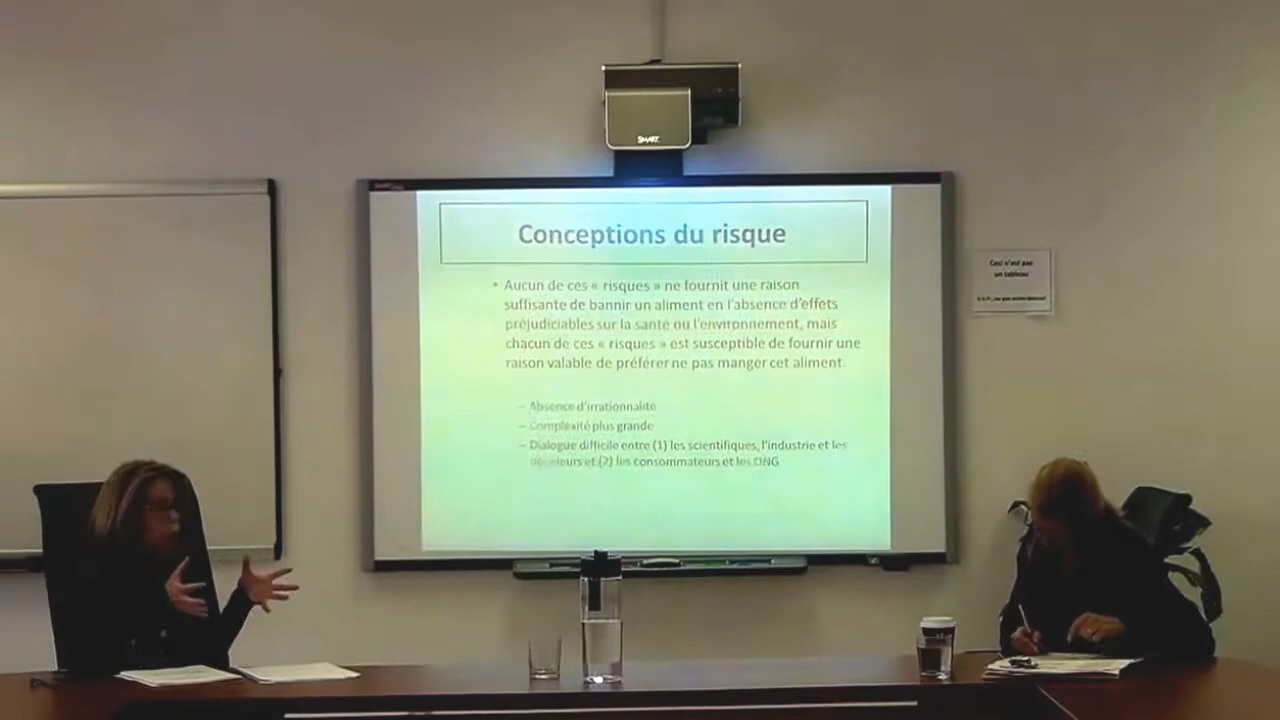 SMART
Conceptions du risque
• Aucun de ces « risques » ne fournit une raison
suffisante de bannir un aliment en l'absence d'effets
préjudiciables sur la santé ou l'environnement, mais
chacun de ces « risques » est susceptible de fournir une
raison valable de préférer ne pas manger cet aliment.
– Absence d'irrationnalité
– Complexité plus grande
– Dialogue difficile entre (1) les scientifiques, l'industrie et les
et (2) les consommateurs et les ONG
Ceci n'est pas
un tableau